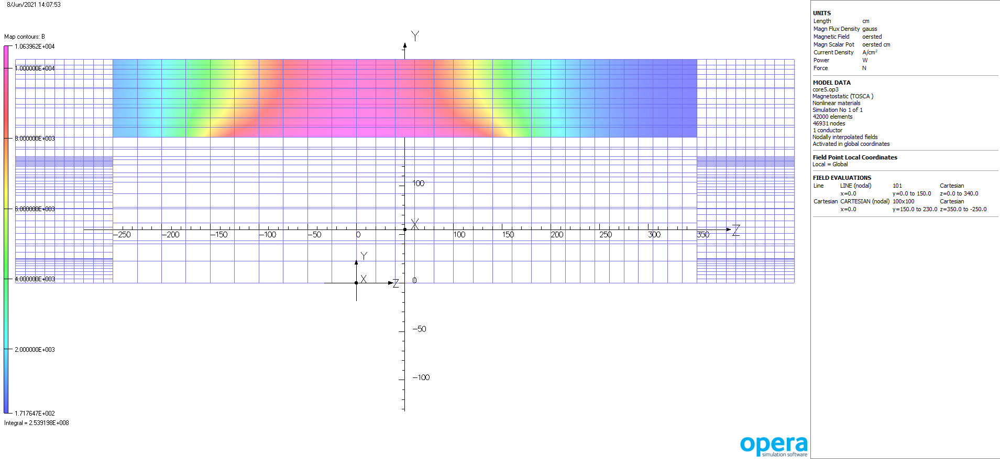 8/Jun/2021 14:07:53
Map contours: B
1.063962E+004
1.000000E+004
8.000000E+003
6.000000E+003
4.000000E+003
2.000000E+003
1.717647E+002
Integral = 2.539198E+008
Y
100
X
Z
-250 -150 -100 -50 0 100 150 200 250 300 350
-200
Y
X
Z
0
-50
-100
opera
simulation software
UNITS
Length cm
Magn Flux Density gauss
Magnetic Field oersted
Magn Scalar Pot oersted cm
Current Density A/cm²
Power W
Force N
MODEL DATA
core5.op3
Magnetostatic (TOSCA )
Nonlinear materials
Simulation No 1 of 1
42000 elements
46931 nodes
1 conductor
Nodally interpolated fields
Activated in global coordinates
Field Point Local Coordinates
Local = Global
FIELD EVALUATIONS
Line LINE (nodal) 101 Cartesian
x=0.0 y=0.0 to 150.0 z=0.0 to 340.0
Cartesian CARTESIAN (nodal) 100x100 Cartesian
x=0.0 y=150.0 to 230.0 z=350.0 to -250.0